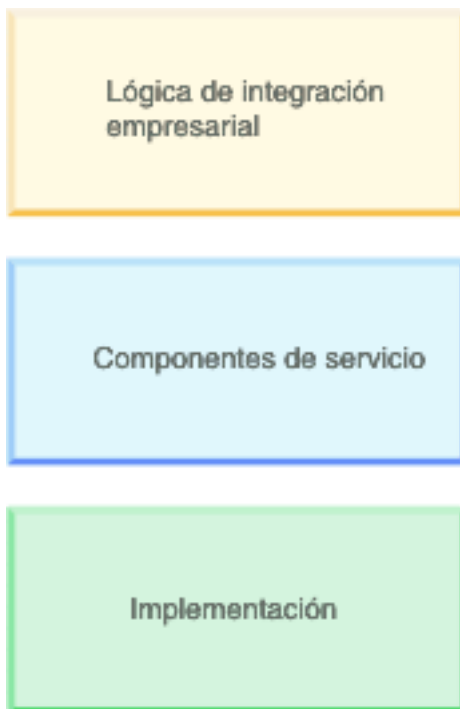 Lógica de integración
empresarial
Componentes de servicio
Implementación